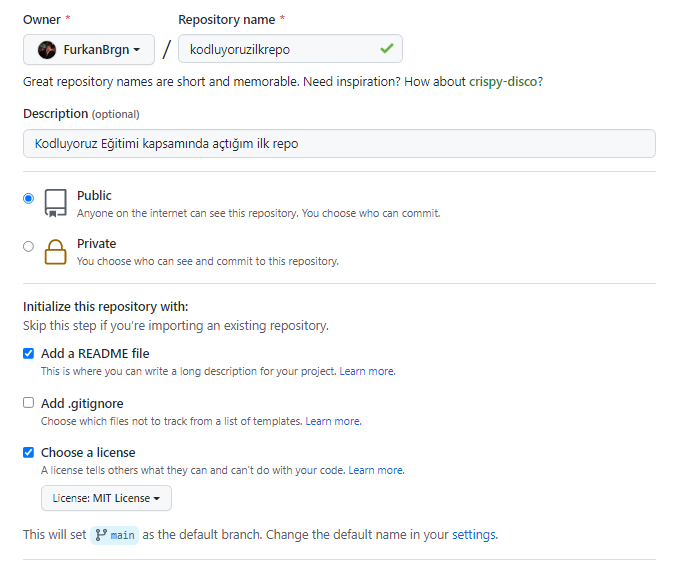 Owner * Repository name *
FurkanBrgn / kodluyoruzilkrepo
Great repository names are short and memorable. Need inspiration? How about crispy-disco?
Description (optional)
Kodluyoruz Eğitimi kapsamında açtığım ilk repo
Public
Anyone on the internet can see this repository. You choose who can commit.
Private
You choose who can see and commit to this repository.
Initialize this repository with:
Skip this step if you're importing an existing repository.
Add a README file
This is where you can write a long description for your project. Learn more.
Add .gitignore
Choose which files not to track from a list of templates. Learn more.
Choose a license
A license tells others what they can and can't do with your code. Learn more.
License: MIT License
This will set main as the default branch. Change the default name in your settings.